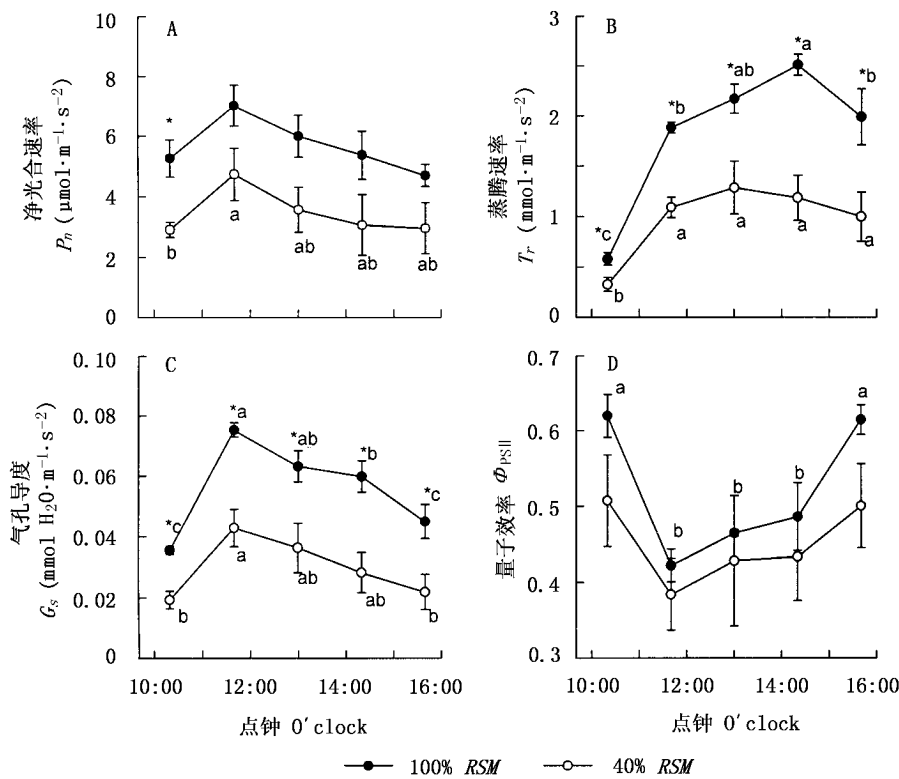 A
10
8
6
4
2
0
净光合速率
Pn (μmol·m⁻¹·s⁻²)
*
b
a
ab
ab
ab
B
3
2
1
0
蒸腾速率
Tr (mmol·m⁻¹·s⁻²)
*c
*b
*ab
*a
*b
b
a
a
a
a
C
0.10
0.08
0.06
0.04
0.02
0
气孔导度
Gs (mmol H₂O·m⁻¹·s⁻²)
*c
*a
*ab
*b
*c
b
a
ab
ab
b
10:00 12:00 14:00 16:00
点钟 O'clock
D
0.7
0.6
0.5
0.4
0.3
量子效率 ΦPSII
a
b
b
b
a
10:00 12:00 14:00 16:00
点钟 O'clock
100% RSM 40% RSM